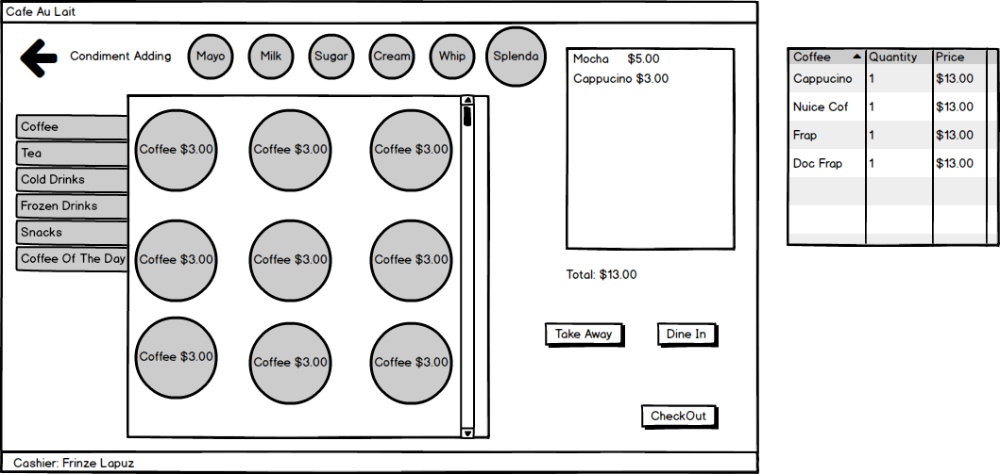 Cafe Au Lait
Condiment Adding
Mayo
Milk
Sugar
Cream
Whip
Splenda
Coffee
Tea
Cold Drinks
Frozen Drinks
Snacks
Coffee Of The Day
Coffee $3.00 Coffee $3.00 Coffee $3.00
Coffee $3.00 Coffee $3.00 Coffee $3.00
Coffee $3.00 Coffee $3.00 Coffee $3.00
Mocha $5.00
Cappucino $3.00
Total: $13.00
Take Away
Dine In
CheckOut
Cashier: Frinze Lapuz
Coffee Quantity Price
Cappucino 1 $13.00
Nuice Cof 1 $13.00
Frap 1 $13.00
Doc Frap 1 $13.00